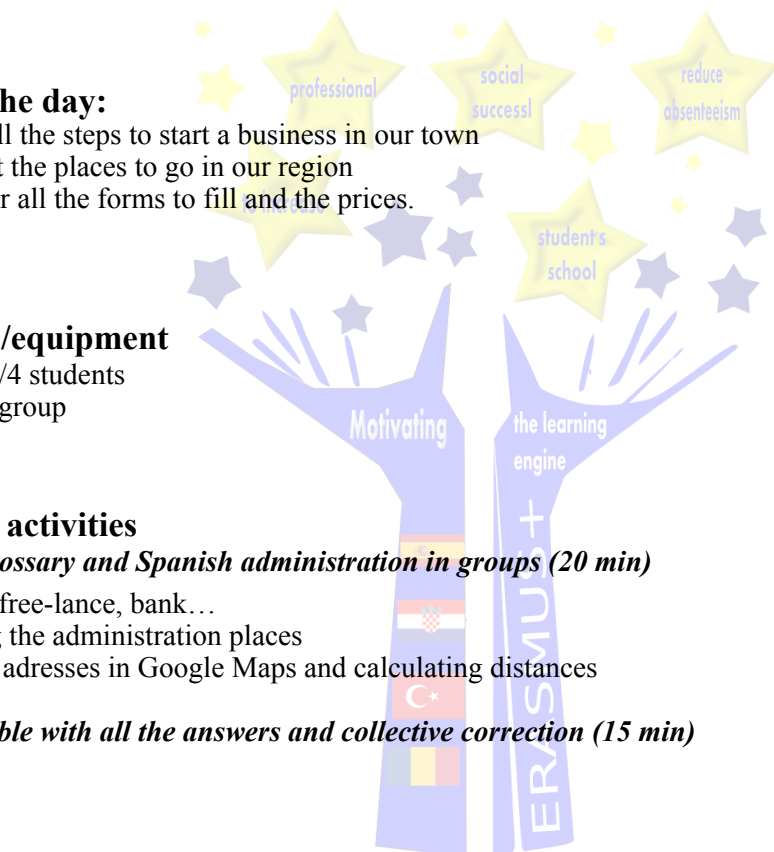 he day:
ll the steps to start a business in our town
t the places to go in our region
r all the forms to fill and the prices.
/equipment
/4 students
group
activities
ossary and Spanish administration in groups (20 min)
free-lance, bank…
g the administration places
adresses in Google Maps and calculating distances
ble with all the answers and collective correction (15 min)
professional
social
successl
reduce
absenteeism
to increase
student's
school
Motivating
the learning
engine
ERASMUS+